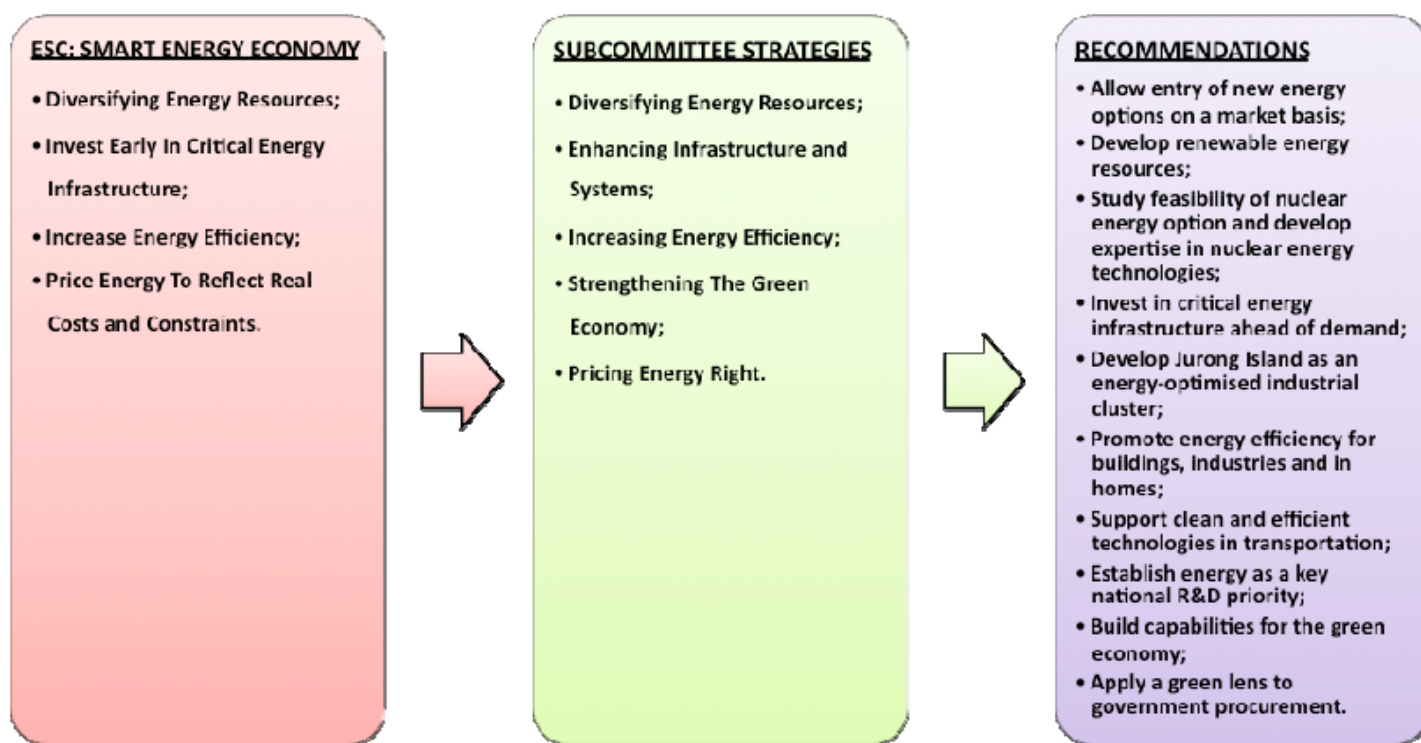 ESC: SMART ENERGY ECONOMY
• Diversifying Energy Resources;
• Invest Early In Critical Energy
Infrastructure;
• Increase Energy Efficiency;
• Price Energy To Reflect Real
Costs and Constraints.
SUBCOMMITTEE STRATEGIES
• Diversifying Energy Resources;
• Enhancing Infrastructure and
Systems;
• Increasing Energy Efficiency;
• Strengthening The Green
Economy;
• Pricing Energy Right.
RECOMMENDATIONS
• Allow entry of new energy
options on a market basis;
• Develop renewable energy
resources;
• Study feasibility of nuclear
energy option and develop
expertise in nuclear energy
technologies;
• Invest in critical energy
infrastructure ahead of demand;
• Develop Jurong Island as an
energy-optimised industrial
cluster;
• Promote energy efficiency for
buildings, industries and in
homes;
• Support clean and efficient
technologies in transportation;
• Establish energy as a key
national R&D priority;
• Build capabilities for the green
economy;
• Apply a green lens to
government procurement.